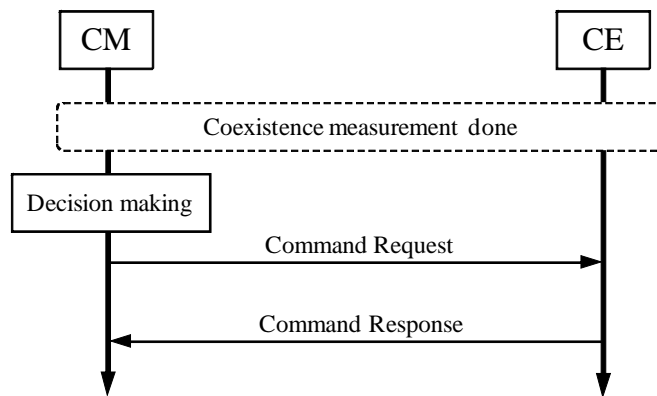 CM
CE
Coexistence measurement done
Decision making
Command Request
Command Response